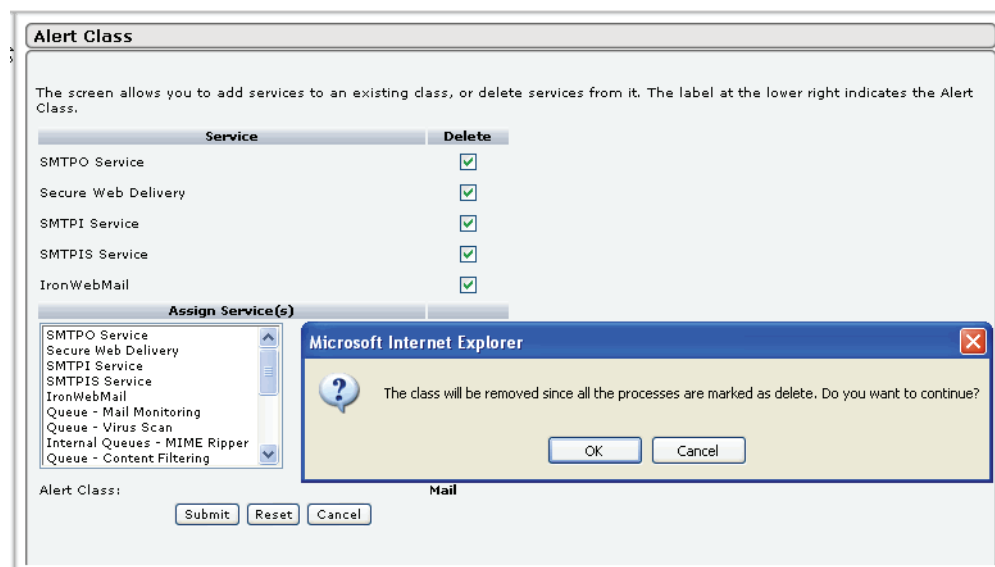 Alert Class
The screen allows you to add services to an existing class, or delete services from it. The label at the lower right indicates the Alert
Class.
Service Delete
SMTPO Service
Secure Web Delivery
SMTPI Service
SMTPIS Service
IronWebMail
Assign Service(s)
SMTPO Service
Secure Web Delivery
SMTPI Service
SMTPIS Service
IronWebMail
Queue - Mail Monitoring
Queue - Virus Scan
Internal Queues - MIME Ripper
Queue - Content Filtering
Microsoft Internet Explorer
The class will be removed since all the processes are marked as delete. Do you want to continue?
OK Cancel
Alert Class: Mail
Submit Reset Cancel